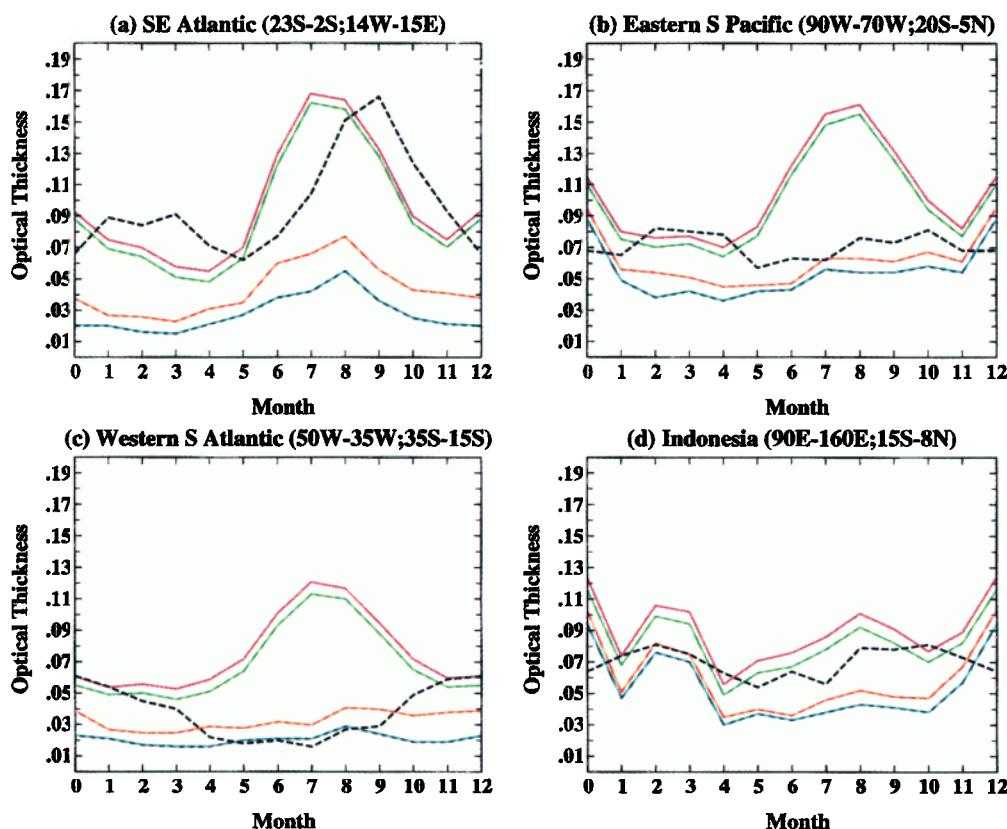 (a) SE Atlantic (23S-2S;14W-15E)
.19
.17
.15
.13
.11
.09
.07
.05
.03
.01
Optical Thickness
0 1 2 3 4 5 6 7 8 9 10 11 12
Month
(b) Eastern S Pacific (90W-70W;20S-5N)
.19
.17
.15
.13
.11
.09
.07
.05
.03
.01
Optical Thickness
0 1 2 3 4 5 6 7 8 9 10 11 12
Month
(c) Western S Atlantic (50W-35W;35S-15S)
.19
.17
.15
.13
.11
.09
.07
.05
.03
.01
Optical Thickness
0 1 2 3 4 5 6 7 8 9 10 11 12
Month
(d) Indonesia (90E-160E;15S-8N)
.19
.17
.15
.13
.11
.09
.07
.05
.03
.01
Optical Thickness
0 1 2 3 4 5 6 7 8 9 10 11 12
Month